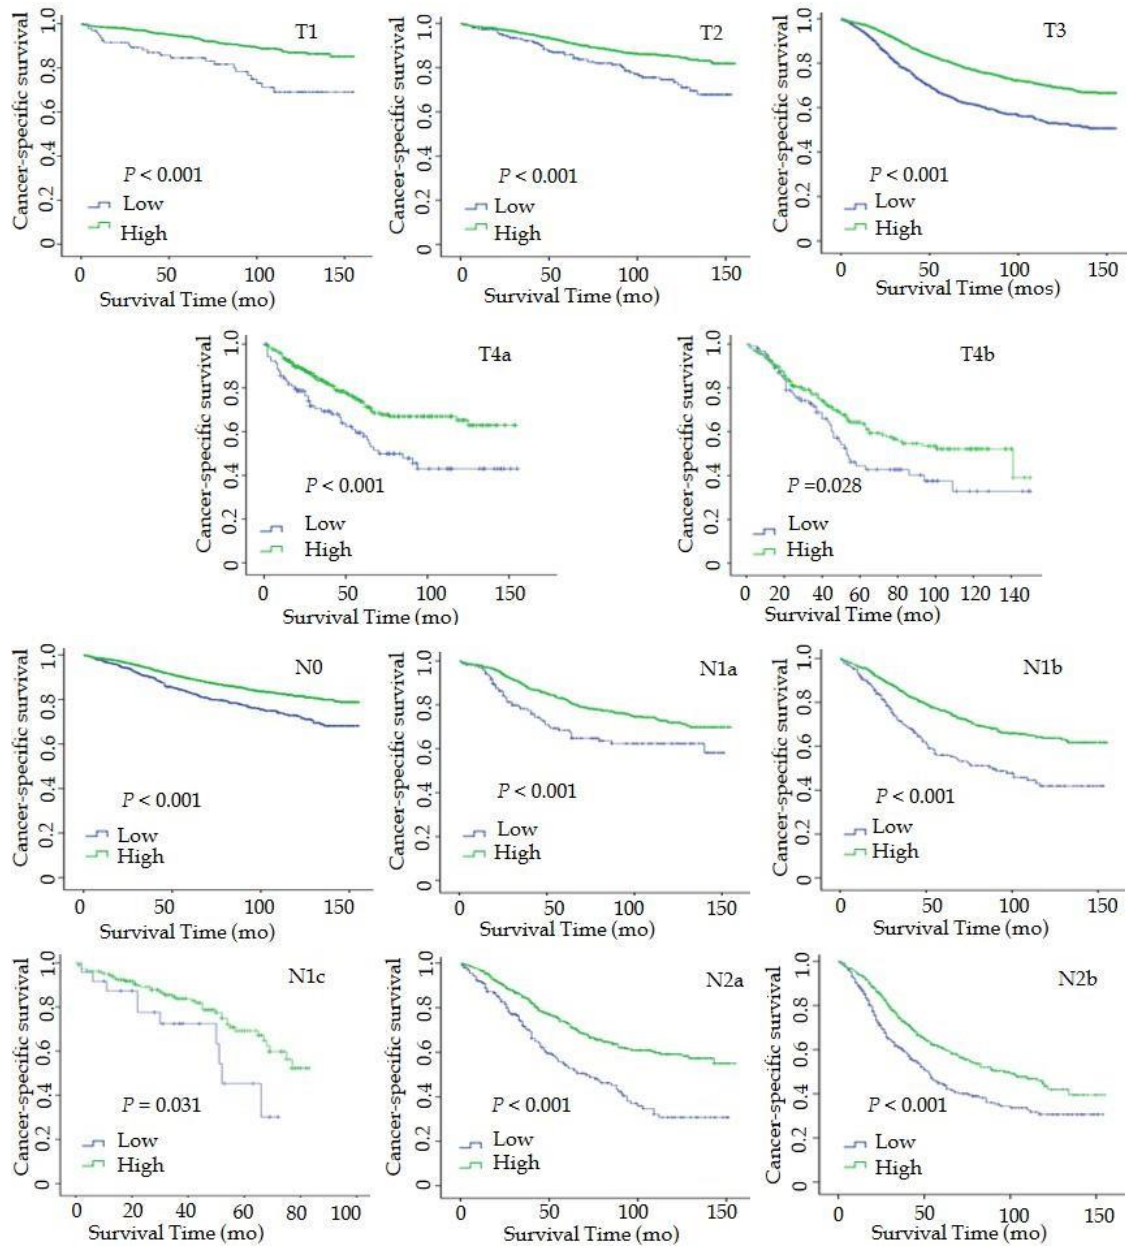 T1
Cancer-specific survival
1.0
0.8
0.6
0.4
0.2
0
P < 0.001
Low
High
0 50 100 150
Survival Time (mo)
T2
Cancer-specific survival
1.0
0.8
0.6
0.4
0.2
0
P < 0.001
Low
High
0 50 100 150
Survival Time (mo)
T3
Cancer-specific survival
1.0
0.8
0.6
0.4
0.2
0
P < 0.001
Low
High
0 50 100 150
Survival Time (mos)
T4a
Cancer-specific survival
1.0
0.8
0.6
0.4
0.2
0
P < 0.001
Low
High
0 50 100 150
Survival Time (mo)
T4b
Cancer-specific survival
1.0
0.8
0.6
0.4
0.2
0
P =0.028
Low
High
0 20 40 60 80 100 120 140
Survival Time (mo)
N0
Cancer-specific survival
1.0
0.8
0.6
0.4
0.2
0
P < 0.001
Low
High
0 50 100 150
Survival Time (mo)
N1a
Cancer-specific survival
1.0
0.8
0.6
0.4
0.2
0
P < 0.001
Low
High
0 50 100 150
Survival Time (mo)
N1b
Cancer-specific survival
1.0
0.8
0.6
0.4
0.2
0
P < 0.001
Low
High
0 50 100 150
Survival Time (mo)
N1c
Cancer-specific survival
1.0
0.8
0.6
0.4
0.2
0
P = 0.031
Low
High
0 20 40 60 80 100
Survival Time (mo)
N2a
Cancer-specific survival
1.0
0.8
0.6
0.4
0.2
0
P < 0.001
Low
High
0 50 100 150
Survival Time (mo)
N2b
Cancer-specific survival
1.0
0.8
0.6
0.4
0.2
0
P < 0.001
Low
High
0 50 100 150
Survival Time (mo)